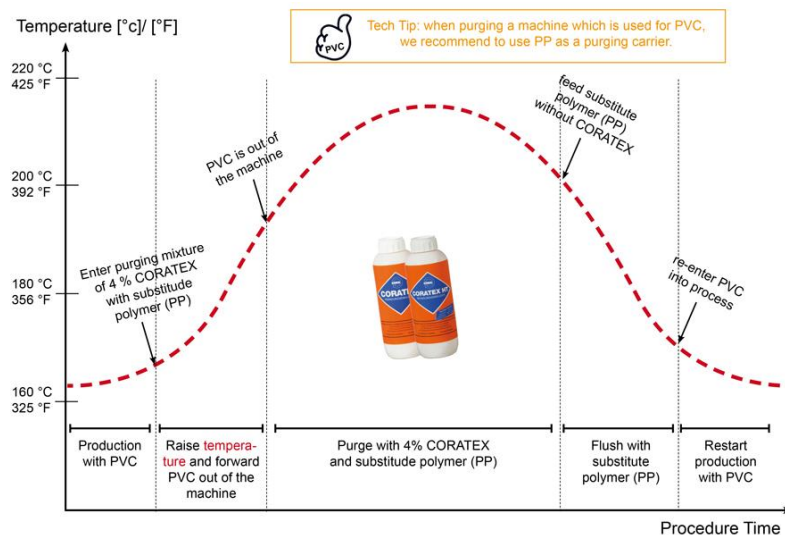 Temperature [°c]/ [°F]
Tech Tip: when purging a machine which is used for PVC,
we recommend to use PP as a purging carrier.
PVC
220 °C
425 °F
200 °C
392 °F
180 °C
356 °F
160 °C
325 °F
Enter purging mixture
of 4 % CORATEX
with substitute
polymer (PP)
PVC is out of
the machine
feed substitute
polymer (PP)
without CORATEX
re-enter PVC
into process
CORATEX
CORATEX
Production
with PVC
Raise tempera-
ture and forward
PVC out of the
machine
Purge with 4% CORATEX
and substitude polymer (PP)
Flush with
substitute
polymer (PP)
Restart
production
with PVC
Procedure Time